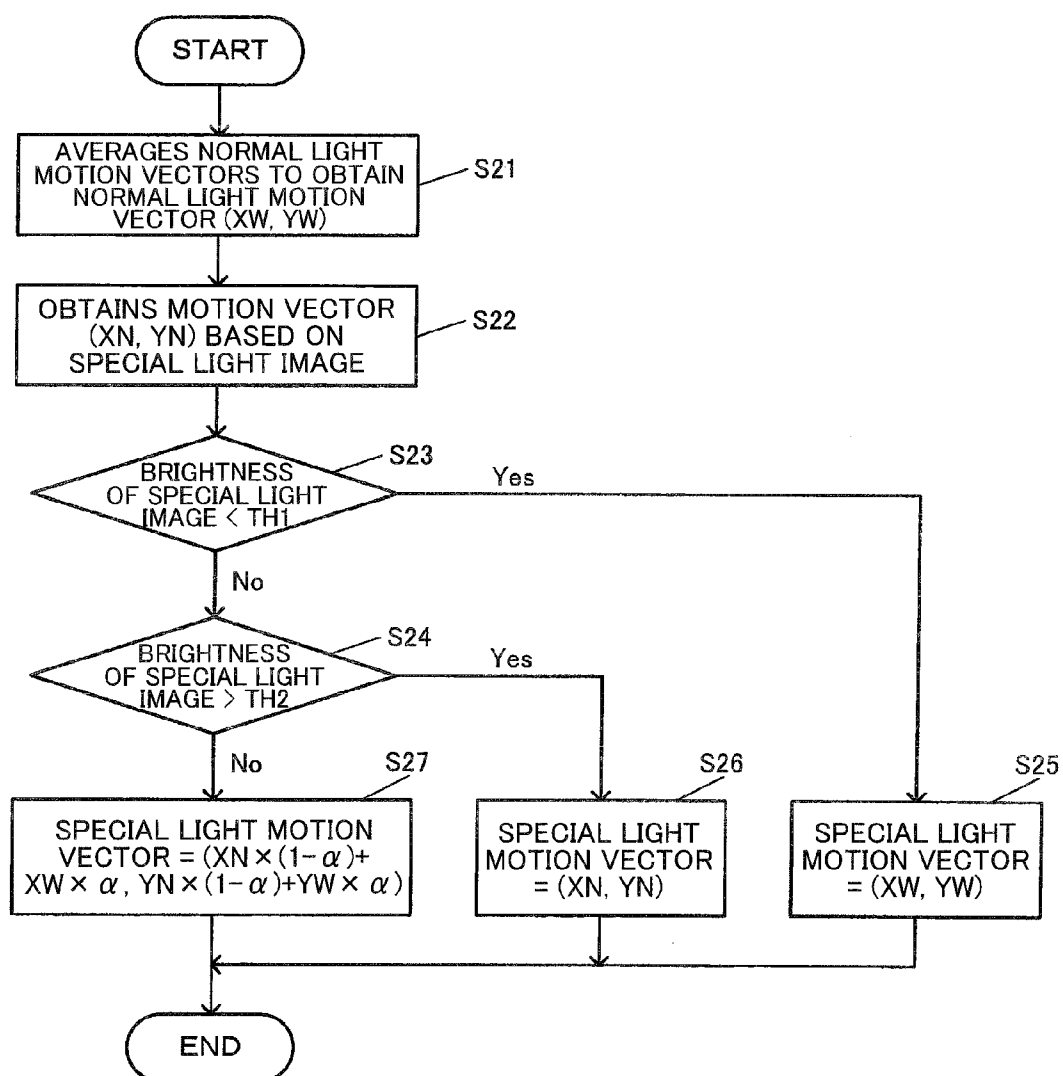 START
AVERAGES NORMAL LIGHT
MOTION VECTORS TO OBTAIN
NORMAL LIGHT MOTION
VECTOR (XW, YW)
S21
OBTAINS MOTION VECTOR
(XN, YN) BASED ON
SPECIAL LIGHT IMAGE
S22
S23
BRIGHTNESS
OF SPECIAL LIGHT
IMAGE < TH1
Yes
No
S24
BRIGHTNESS
OF SPECIAL LIGHT
IMAGE > TH2
Yes
No
S27
SPECIAL LIGHT MOTION
VECTOR = (XN×(1-α)+
XW×α, YN×(1-α)+YW×α)
S26
SPECIAL LIGHT
MOTION VECTOR
= (XN, YN)
S25
SPECIAL LIGHT
MOTION VECTOR
= (XW, YW)
END